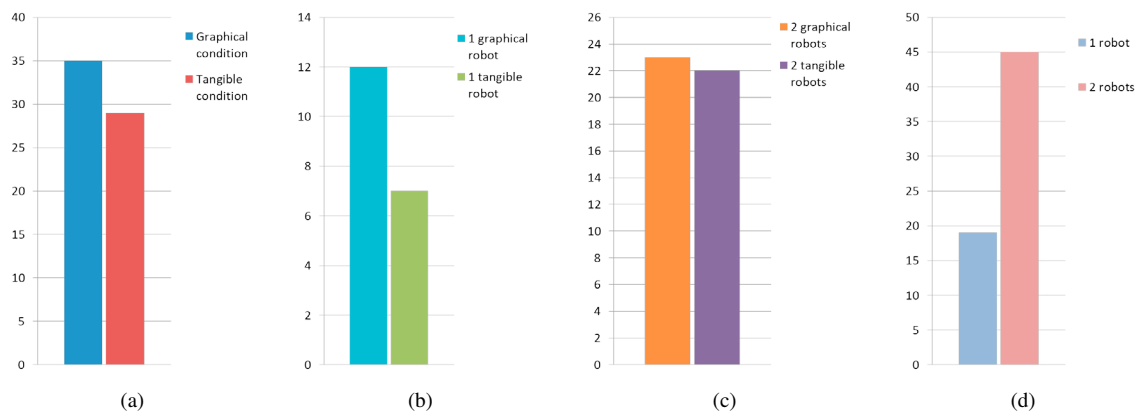 40
35
30
25
20
15
10
5
0
Graphical
condition
Tangible
condition
(a)
14
12
10
8
6
4
2
0
1 graphical
robot
1 tangible
robot
(b)
26
24
22
20
18
16
14
12
10
8
6
4
2
0
2 graphical
robots
2 tangible
robots
(c)
50
45
40
35
30
25
20
15
10
5
0
1 robot
2 robots
(d)